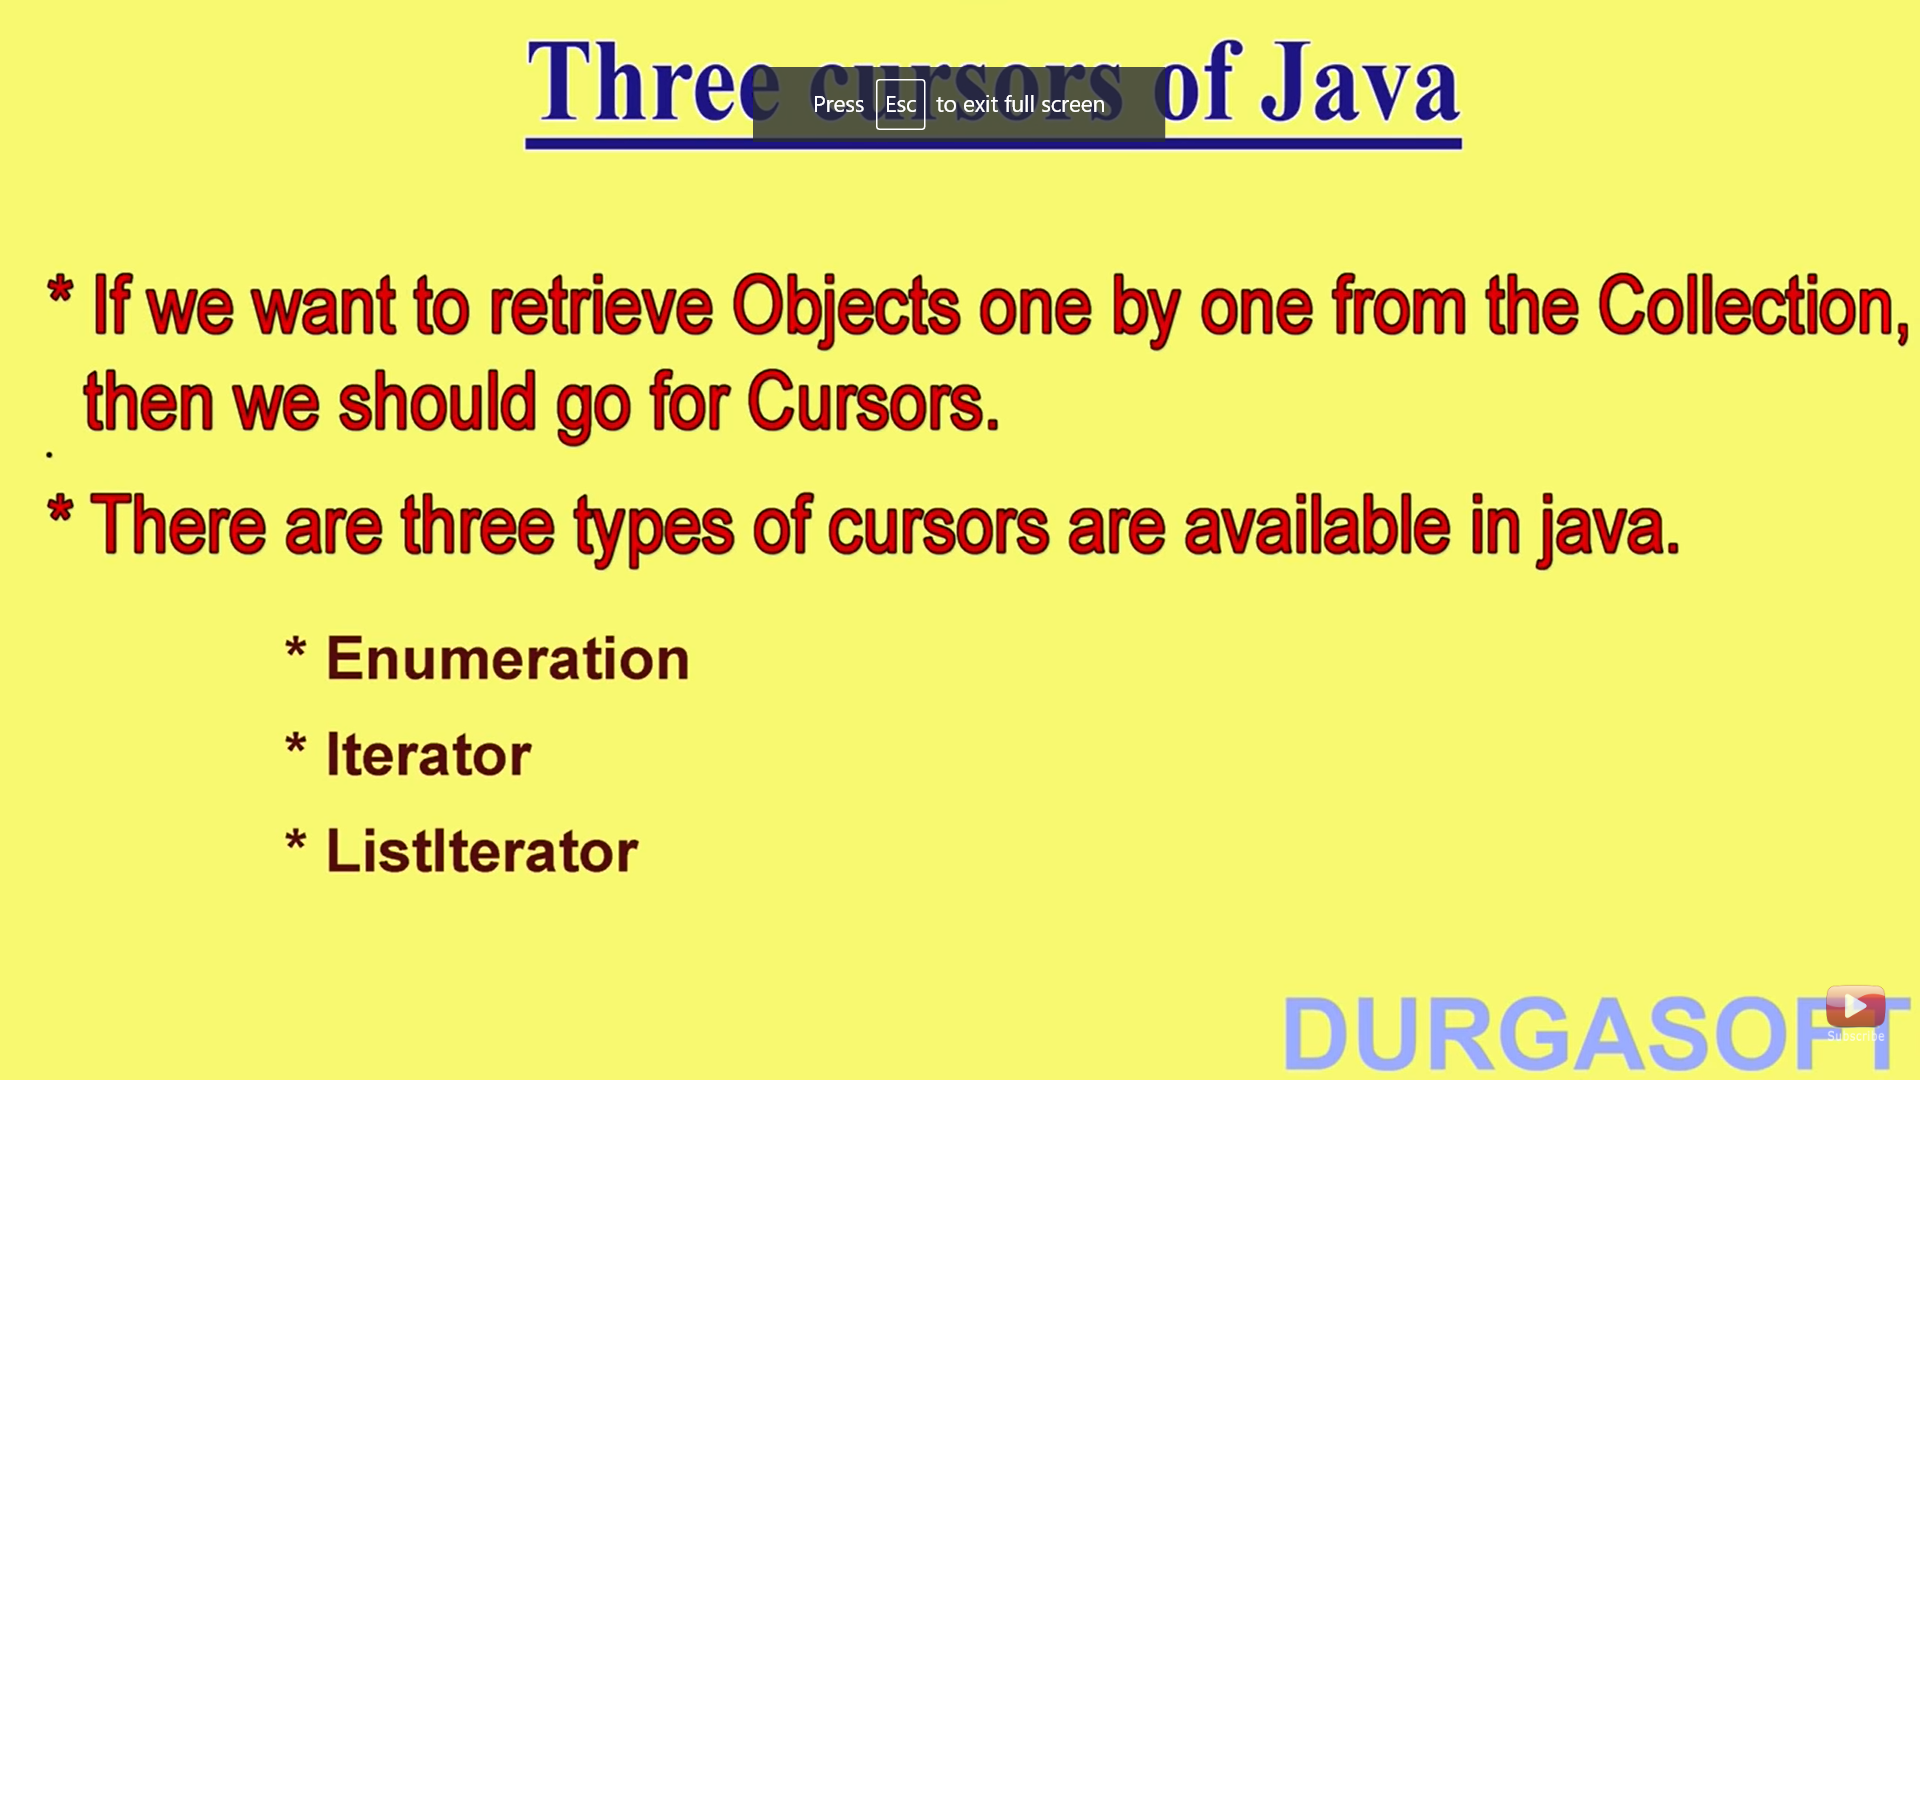 Three cursors of Java
Press Esc to exit full screen
* If we want to retrieve Objects one by one from the Collection,
then we should go for Cursors.
* There are three types of cursors are available in java.
* Enumeration
* Iterator
* ListIterator
DURGASOFT
Subscribe